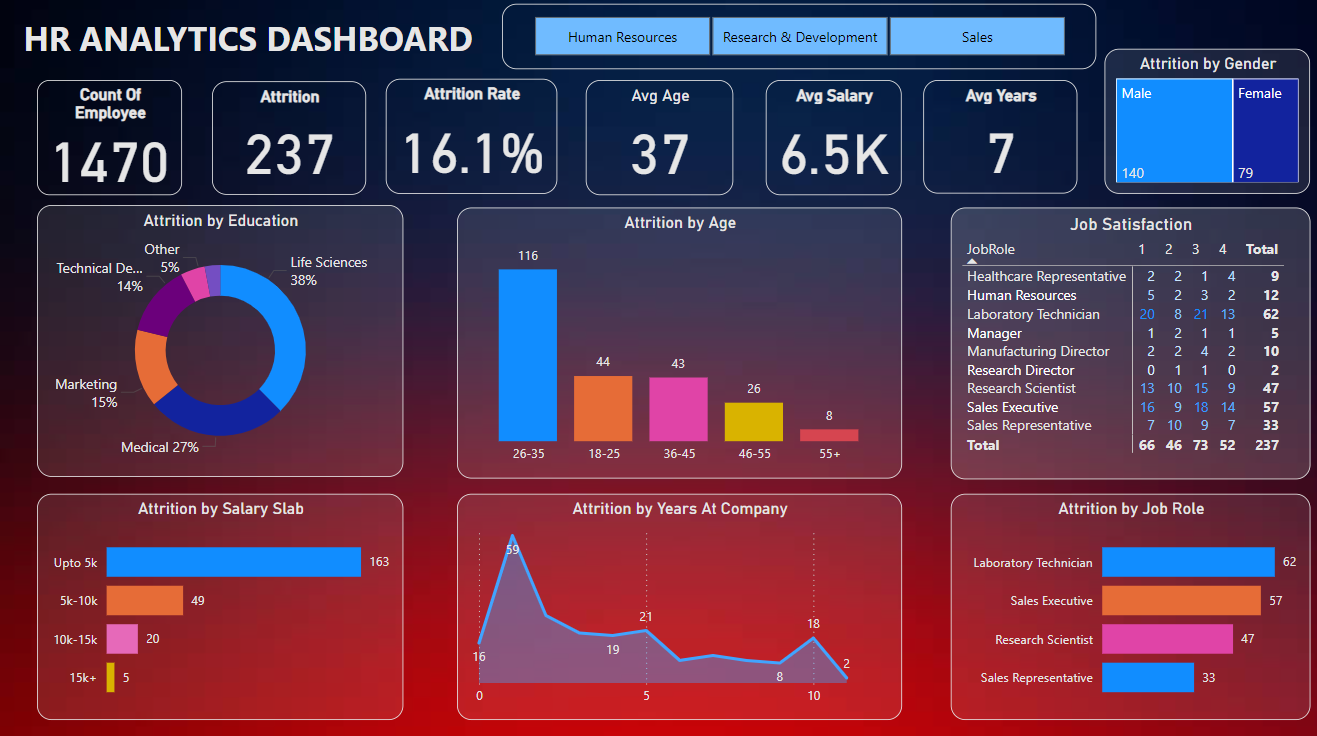 HR ANALYTICS DASHBOARD
Human Resources
Research & Development
Sales
Count Of
Employee
1470
Attrition
237
Attrition Rate
16.1%
Avg Age
37
Avg Salary
6.5K
Avg Years
7
Attrition by Gender
Male
Female
140
79
Attrition by Education
Other
5%
Life Sciences
38%
Technical De...
14%
Marketing
15%
Medical 27%
Attrition by Age
116
44
43
26
8
26-35
18-25
36-45
46-55
55+
Job Satisfaction
JobRole 1 2 3 4 Total
Healthcare Representative 2 2 1 4 9
Human Resources 5 2 3 2 12
Laboratory Technician 20 8 21 13 62
Manager 1 2 1 1 5
Manufacturing Director 2 2 4 2 10
Research Director 0 1 1 0 2
Research Scientist 13 10 15 9 47
Sales Executive 16 9 18 14 57
Sales Representative 7 10 9 7 33
Total 66 46 73 52 237
Attrition by Salary Slab
Upto 5k 163
5k-10k 49
10k-15k 20
15k+ 5
Attrition by Years At Company
59
21
18
16
19
8
2
0
5
10
Attrition by Job Role
Laboratory Technician 62
Sales Executive 57
Research Scientist 47
Sales Representative 33